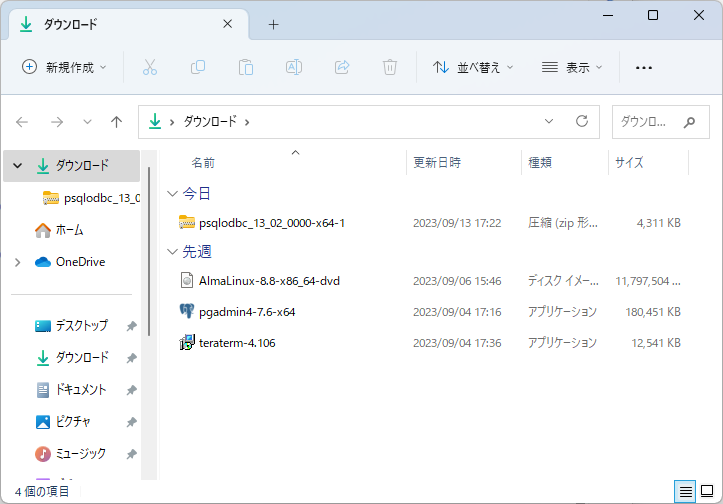 ダウンロード
新規作成
並べ替え
表示
ダウンロード
ダウンロ...
名前 更新日時 種類 サイズ
ダウンロード
psqlodbc_13_0
ホーム
OneDrive
デスクトップ
ダウンロード
ドキュメント
ピクチャ
ミュージック
今日
psqlodbc_13_02_0000-x64-1 2023/09/13 17:22 圧縮 (zip 形... 4,311 KB
先週
AlmaLinux-8.8-x86_64-dvd 2023/09/06 15:46 ディスク イメー... 11,797,504 ...
pgadmin4-7.6-x64 2023/09/04 17:16 アプリケーション 180,451 KB
teraterm-4.106 2023/09/04 17:36 アプリケーション 12,541 KB
4 個の項目